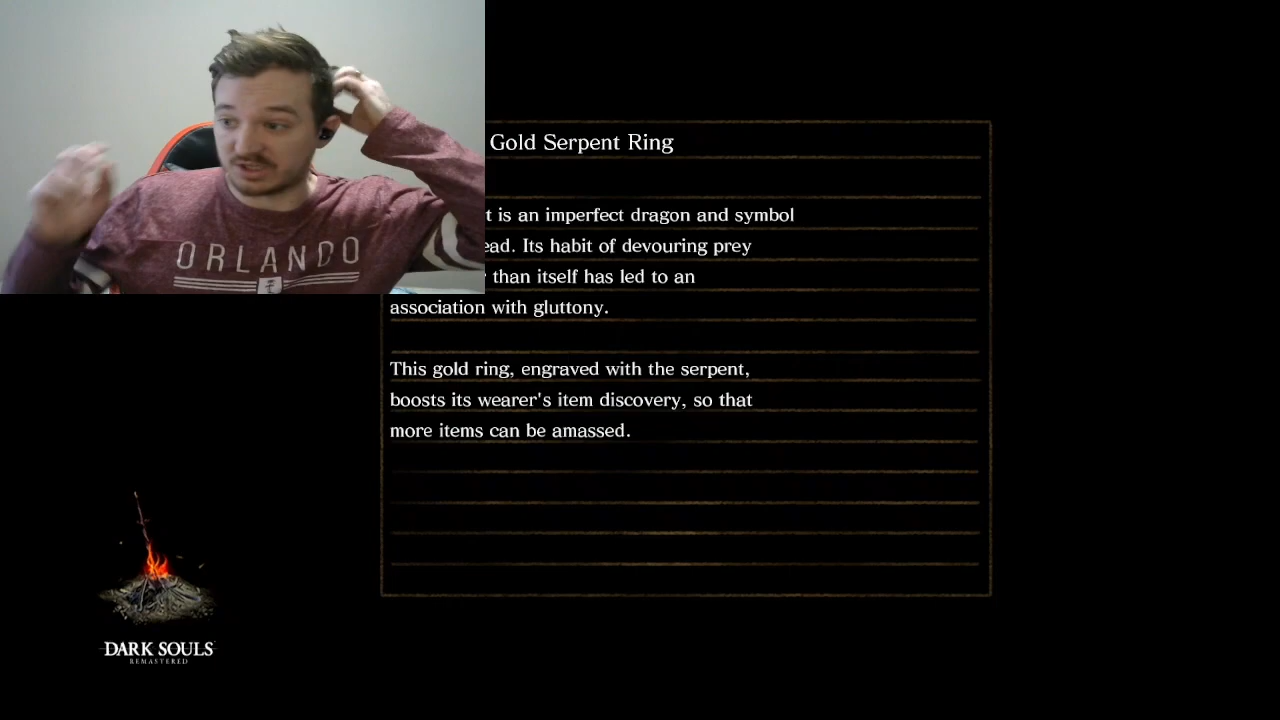 ORLANDO
Gold Serpent Ring
is an imperfect dragon and symbol
Its habit of devouring prey
than itself has led to an
association with gluttony.
This gold ring, engraved with the serpent,
boosts its wearer's item discovery, so that
more items can be amassed.
DARK SOULS
REMASTERED